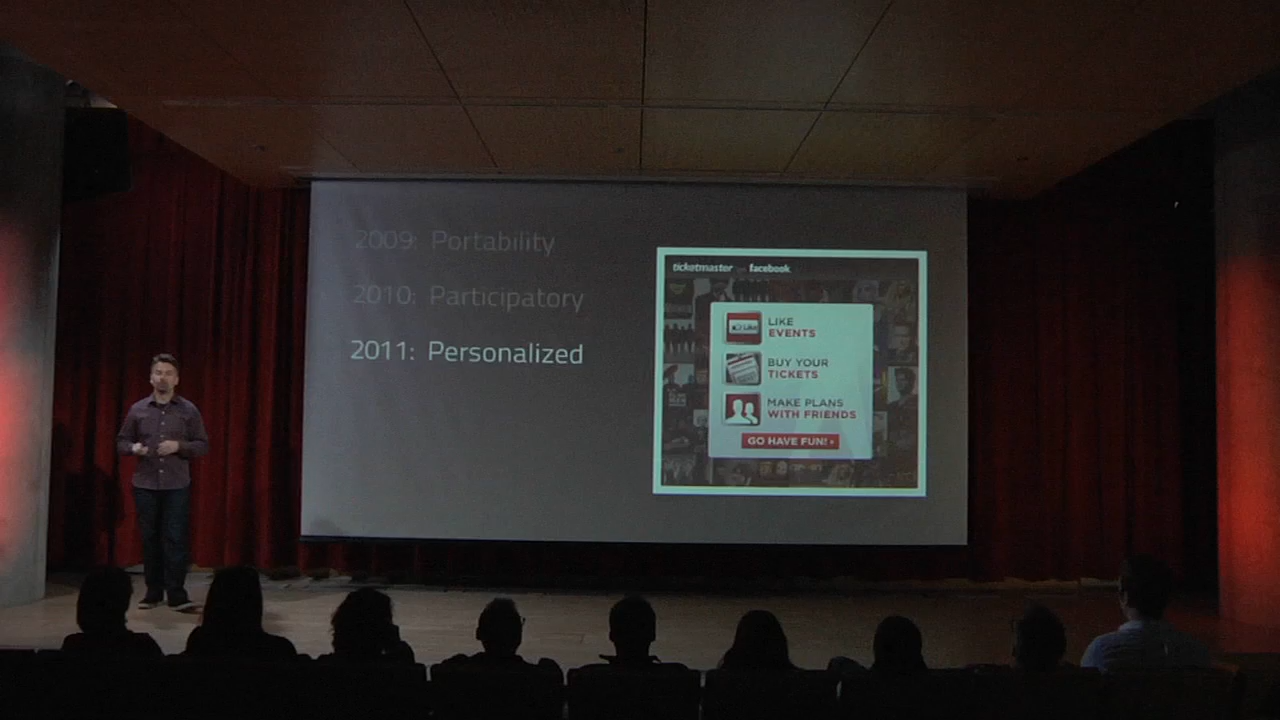 2009: Portability
2010: Participatory
2011: Personalized
ticketmaster on facebook
LIKE
EVENTS
BUY YOUR
TICKETS
MAKE PLANS
WITH FRIENDS
GO HAVE FUN!